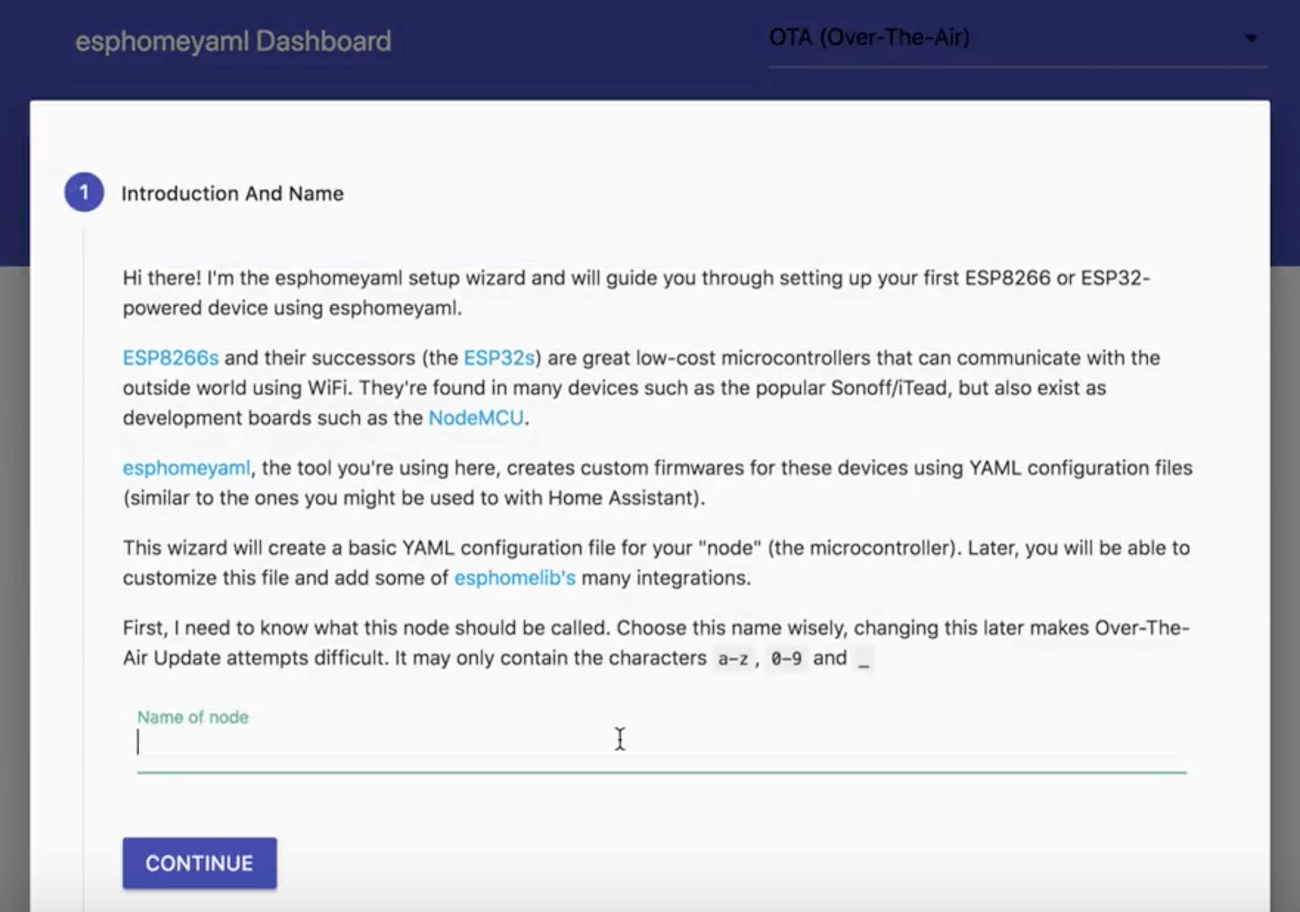 esphomeyaml Dashboard
OTA (Over-The-Air)
1
Introduction And Name
Hi there! I'm the esphomeyaml setup wizard and will guide you through setting up your first ESP8266 or ESP32-
powered device using esphomeyaml.
ESP8266s and their successors (the ESP32s) are great low-cost microcontrollers that can communicate with the
outside world using WiFi. They're found in many devices such as the popular Sonoff/iTead, but also exist as
development boards such as the NodeMCU.
esphomeyaml, the tool you're using here, creates custom firmwares for these devices using YAML configuration files
(similar to the ones you might be used to with Home Assistant).
This wizard will create a basic YAML configuration file for your "node" (the microcontroller). Later, you will be able to
customize this file and add some of esphomelib's many integrations.
First, I need to know what this node should be called. Choose this name wisely, changing this later makes Over-The-
Air Update attempts difficult. It may only contain the characters a-z, 0-9 and _
Name of node
CONTINUE